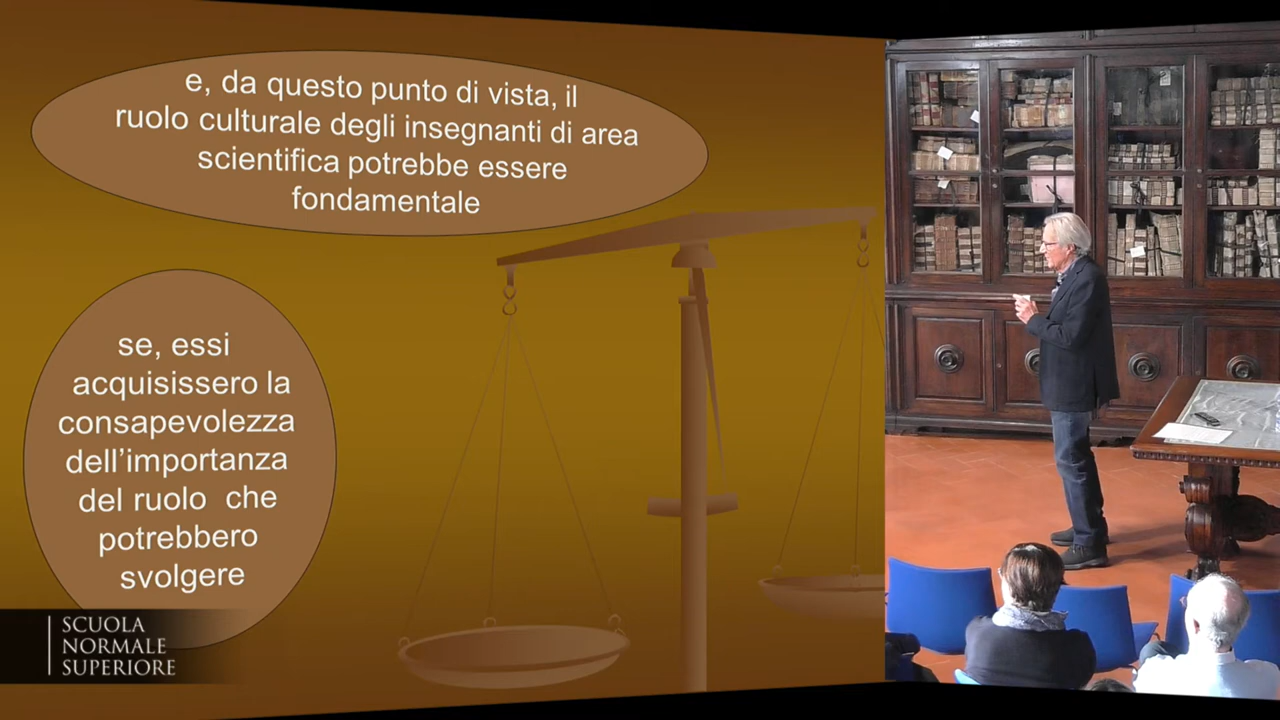 e, da questo punto di vista, il
ruolo culturale degli insegnanti di area
scientifica potrebbe essere
fondamentale
se, essi
acquisissero la
consapevolezza
dell’importanza
del ruolo che
potrebbero
svolgere
SCUOLA
NORMALE
SUPERIORE